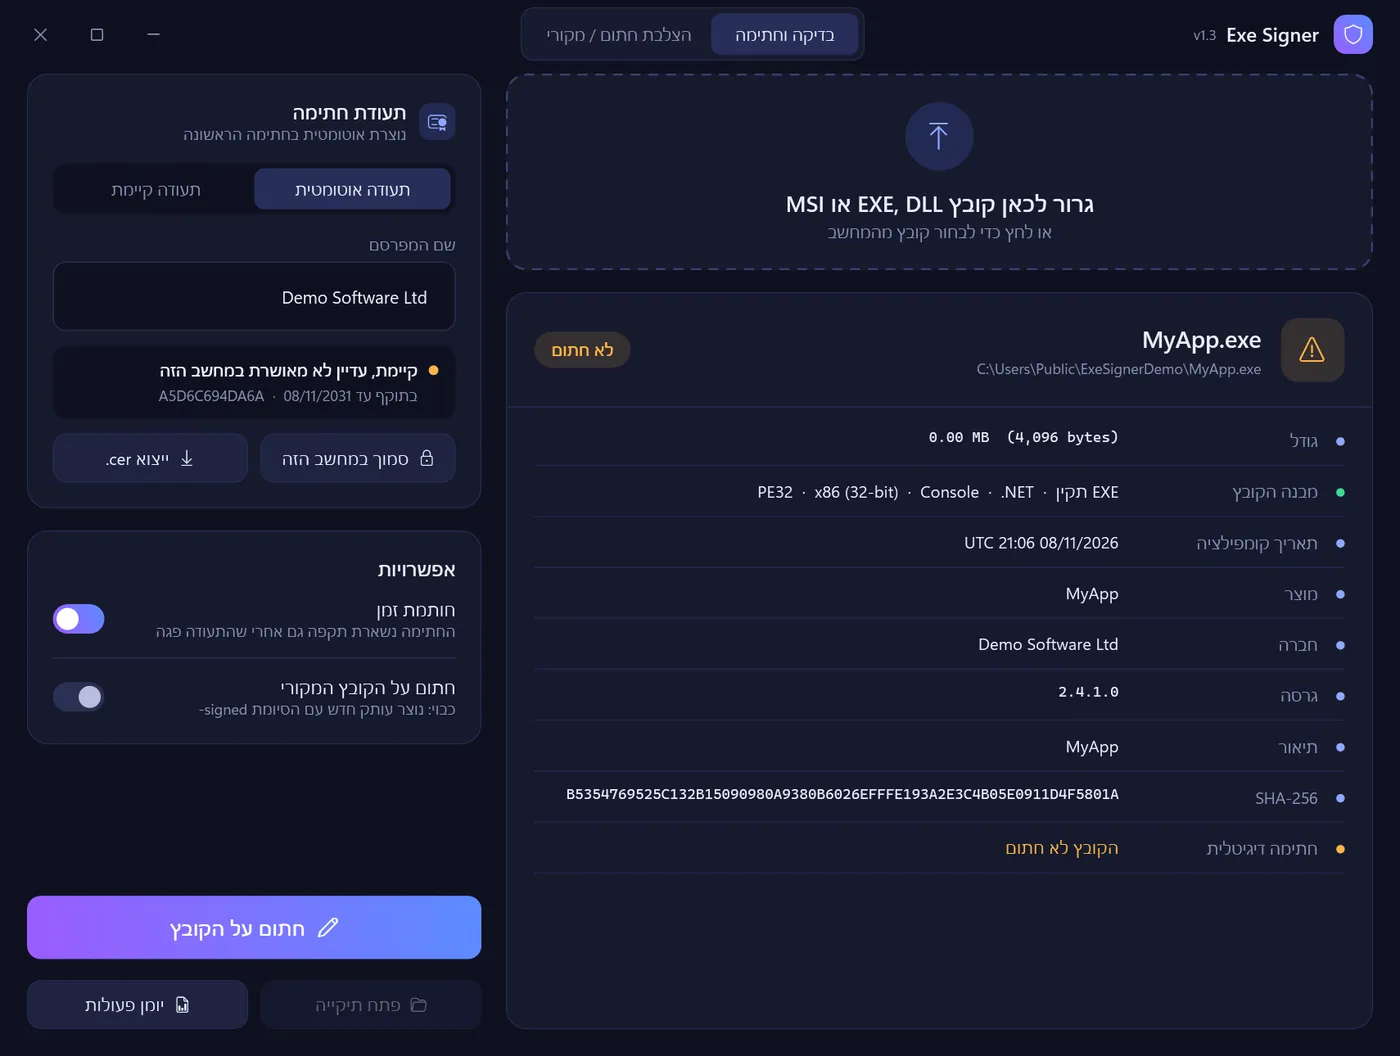 Exe Signer v1.3
בדיקה וחתימה
הצלבת חתום / מקורי
גרור לכאן קובץ EXE, DLL או MSI
או לחץ כדי לבחור קובץ מהמחשב
MyApp.exe
C:\Users\Public\ExeSignerDemo\MyApp.exe
לא חתום
גודל 0.00 MB (4,096 bytes)
מבנה הקובץ EXE תקין · PE32 · x86 (32-bit) · Console · .NET
תאריך קומפילציה 08/11/2026 21:06 UTC
מוצר MyApp
חברה Demo Software Ltd
גרסה 2.4.1.0
תיאור MyApp
SHA-256 B5354769525C132B15090980A9380B6026EFFFE193A2E3C4B05E0911D4F5801A
חתימה דיגיטלית הקובץ לא חתום
תעודת חתימה
נוצרת אוטומטית בחתימה הראשונה
תעודה אוטומטית
תעודה קיימת
שם המפרסם
Demo Software Ltd
קיימת, עדיין לא מאושרת במחשב הזה
בתוקף עד 08/11/2031 · A5D6C694DA6A
סמוך במחשב הזה
ייצוא cer.
אפשרויות
חותמת זמן
החתימה נשארת תקפה גם אחרי שהתעודה פגה
חתום על הקובץ המקורי
כבוי: נוצר עותק חדש עם הסיומת signed-
חתום על הקובץ
פתח תיקייה
יומן פעולות